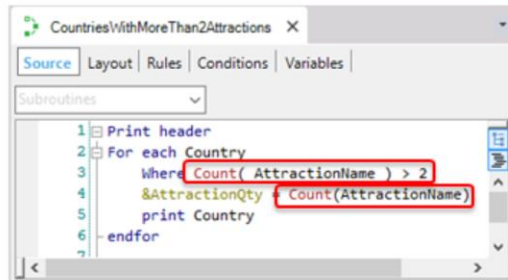 CountriesWithMoreThan2Attractions X
Source Layout Rules Conditions Variables
Subroutines
1 Print header
2 For each Country
3 Where Count( AttractionName ) > 2
4 &AttractionQty = Count(AttractionName)
5 print Country
6 endfor
7